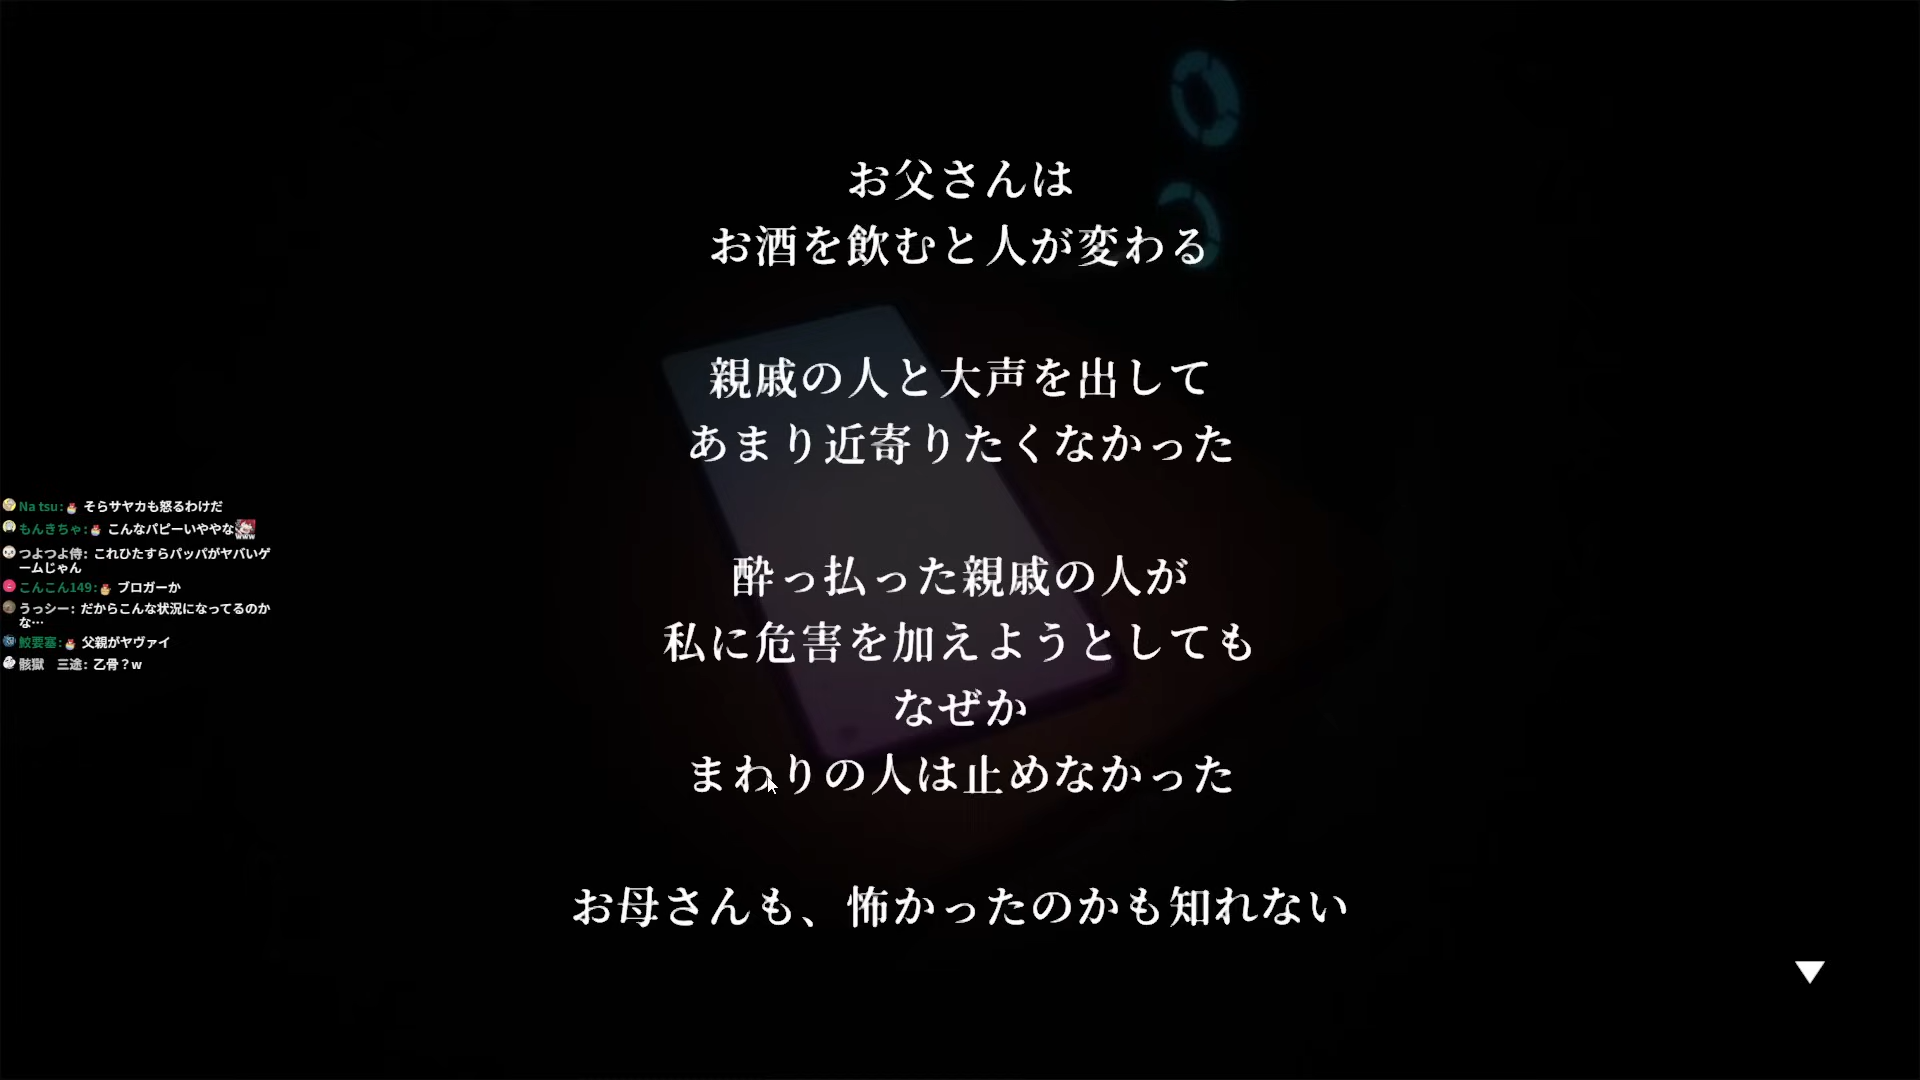 お父さんは
お酒を飲むと人が変わる
親戚の人と大声を出して
あまり近寄りたくなかった
酔っ払った親戚の人が
私に危害を加えようとしても
なぜか
まわりの人は止めなかった
お母さんも、怖かったのかも知れない
Na tsu: そらサヤカも怒るわけだ
もんきちゃ: こんなパピーいややな
www
つよつよ侍: これひたすらパッパがヤバいゲ
ームじゃん
こんこん149: ブロガーか
うっシー: だからこんな状況になってるのか
な…
鮫要塞: 父親がヤヴァイ
骸獄 三途: 乙骨？w